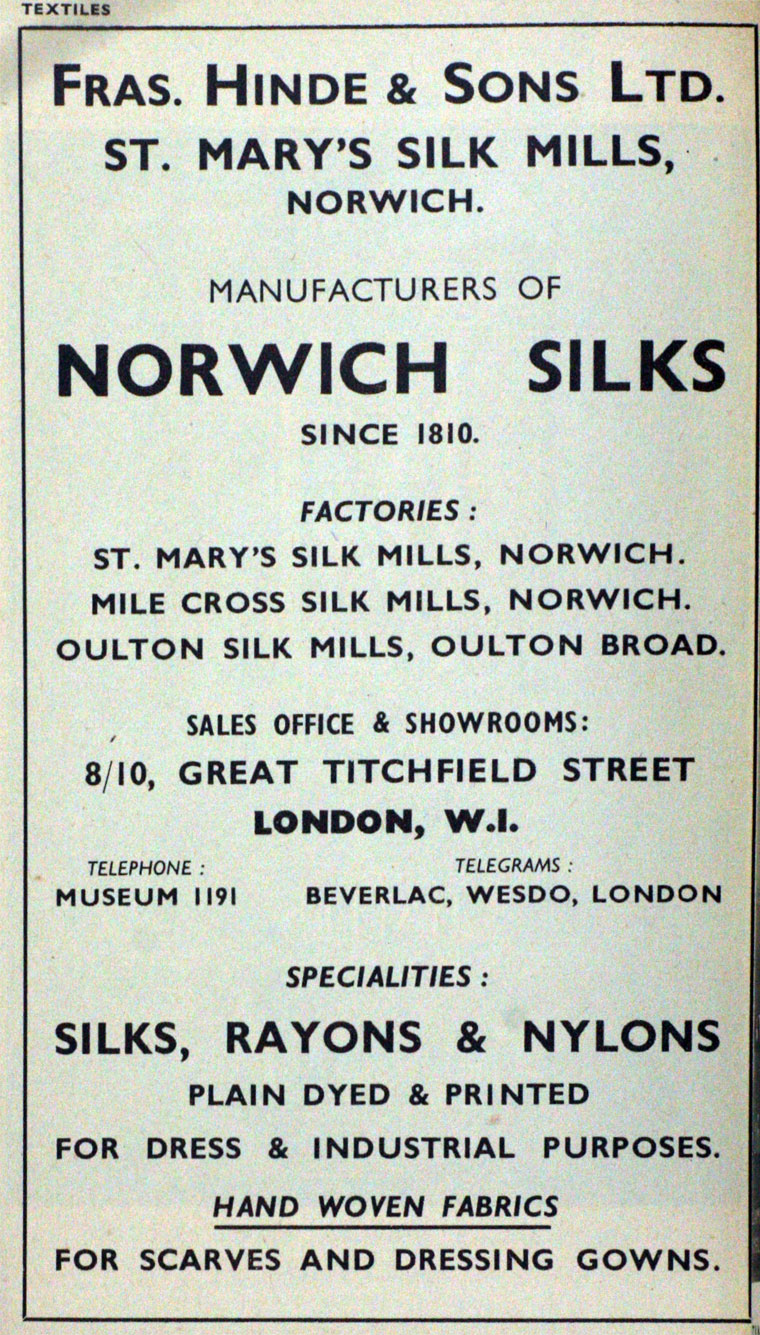 TEXTILES
FRAS. HINDE & SONS LTD.
ST. MARY'S SILK MILLS,
NORWICH.
MANUFACTURERS OF
NORWICH SILKS
SINCE 1810.
FACTORIES :
ST. MARY'S SILK MILLS, NORWICH.
MILE CROSS SILK MILLS, NORWICH.
OULTON SILK MILLS, OULTON BROAD.
SALES OFFICE & SHOWROOMS:
8/10, GREAT TITCHFIELD STREET
LONDON, W.I.
TELEPHONE :
MUSEUM 1191
TELEGRAMS :
BEVERLAC, WESDO, LONDON
SPECIALITIES :
SILKS, RAYONS & NYLONS
PLAIN DYED & PRINTED
FOR DRESS & INDUSTRIAL PURPOSES.
HAND WOVEN FABRICS
FOR SCARVES AND DRESSING GOWNS.